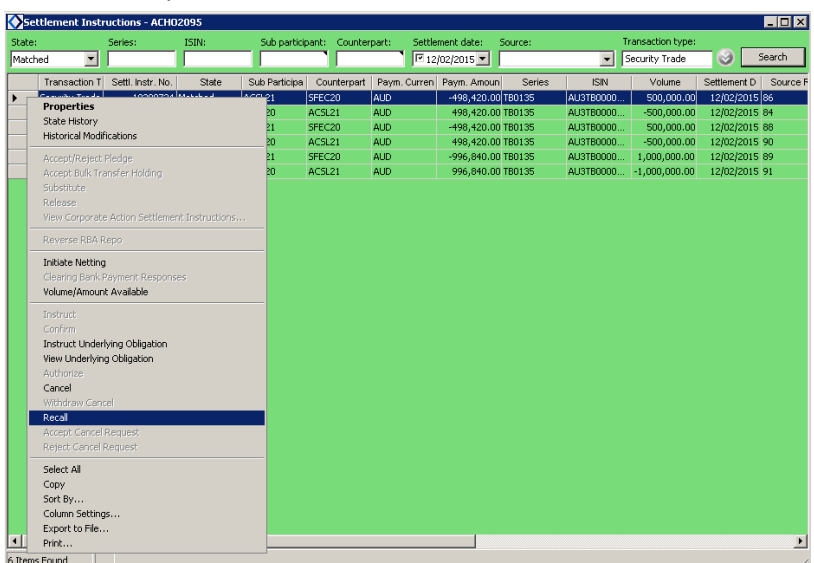 Settlement Instructions - ACHO2095
State: Series: ISIN: Sub participant: Counterpart: Settlement date: Source: Transaction type:
Matched 12/02/2015 Security Trade Search
Transaction T Settl. Instr. No. State Sub Participa Counterpart Paym. Curren Paym. Amoun Series ISIN Volume Settlement D Source R
Security Trade Matched ACSL21 SFEC20 AUD -498,420.00 TB0135 AU3TB0000... 500,000.00 12/02/2015 86
20 ACSL21 AUD 498,420.00 TB0135 AU3TB0000... -500,000.00 12/02/2015 84
21 SFEC20 AUD -498,420.00 TB0135 AU3TB0000... 500,000.00 12/02/2015 88
20 ACSL21 AUD 498,420.00 TB0135 AU3TB0000... -500,000.00 12/02/2015 90
21 SFEC20 AUD -996,840.00 TB0135 AU3TB0000... 1,000,000.00 12/02/2015 89
20 ACSL21 AUD 996,840.00 TB0135 AU3TB0000... -1,000,000.00 12/02/2015 91
Properties
State History
Historical Modifications
Accept/Reject Pledge
Accept Bulk Transfer Holding
Substitute
Release
View Corporate Action Settlement Instructions...
Reverse RBA Repo
Initiate Netting
Clearing Bank Payment Responses
Volume/Amount Available
Instruct
Confirm
Instruct Underlying Obligation
View Underlying Obligation
Authorize
Cancel
Withdraw Cancel
Recall
Accept Cancel Request
Reject Cancel Request
Select All
Copy
Sort By...
Column Settings...
Export to File...
Print...
6 Items Found